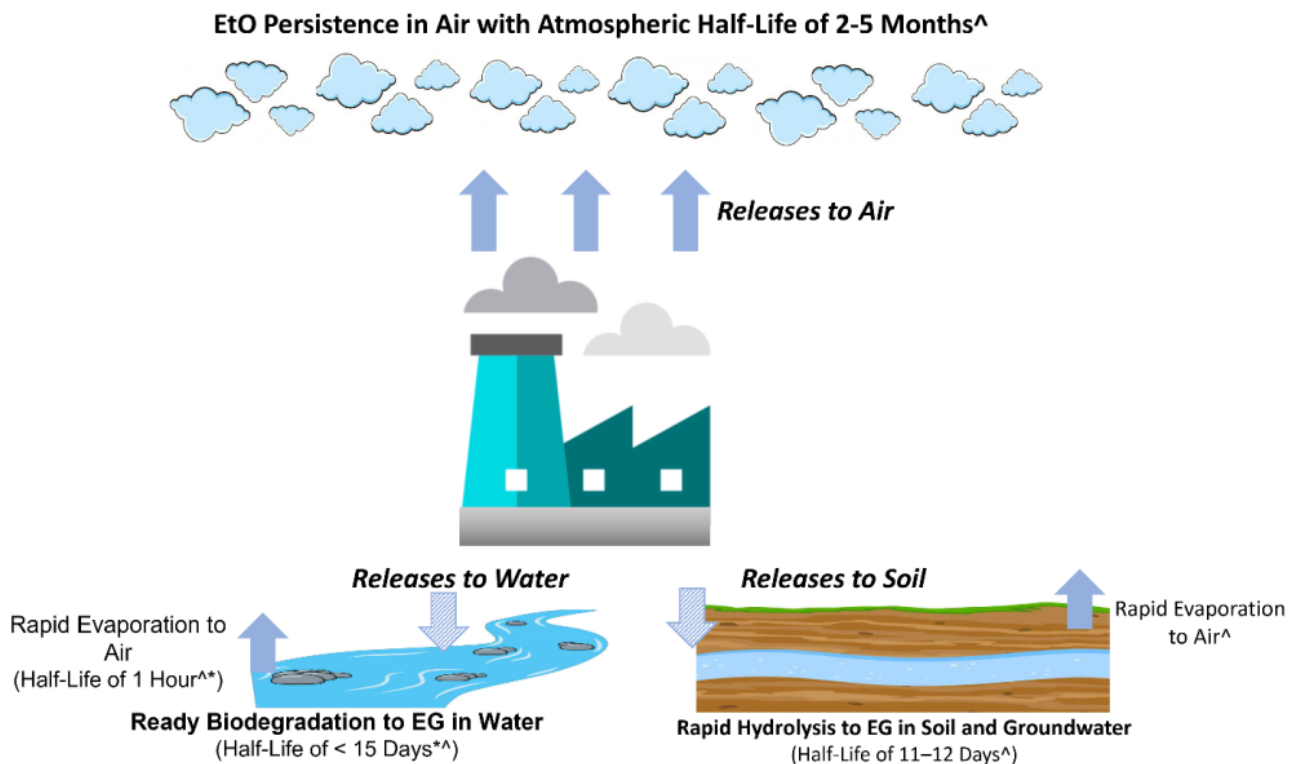 EtO Persistence in Air with Atmospheric Half-Life of 2-5 Months^
Releases to Air
Releases to Water
Releases to Soil
Rapid Evaporation to
Air
(Half-Life of 1 Hour^*)
Rapid Evaporation
to Air^
Ready Biodegradation to EG in Water
(Half-Life of < 15 Days*^)
Rapid Hydrolysis to EG in Soil and Groundwater
(Half-Life of 11–12 Days^)